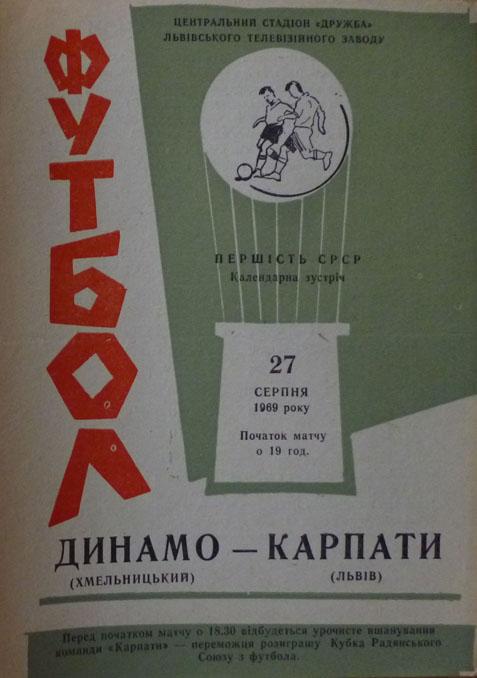 ЦЕНТРАЛЬНИЙ СТАДІОН «ДРУЖБА»
ЛЬВІВСЬКОГО ТЕЛЕВІЗІЙНОГО ЗАВОДУ
ФУТБОЛ
ПЕРШІСТЬ СРСР
Календарна зустріч
27
СЕРПНЯ
1969 року
Початок матчу
о 19 год.
ДИНАМО — КАРПАТИ
(ХМЕЛЬНИЦЬКИЙ) (ЛЬВІВ)
Перед початком матчу о 18.30 відбудеться урочисте вшанування
команди «Карпати» — переможця розиграшу Кубка Радянського
Союзу з футбола.